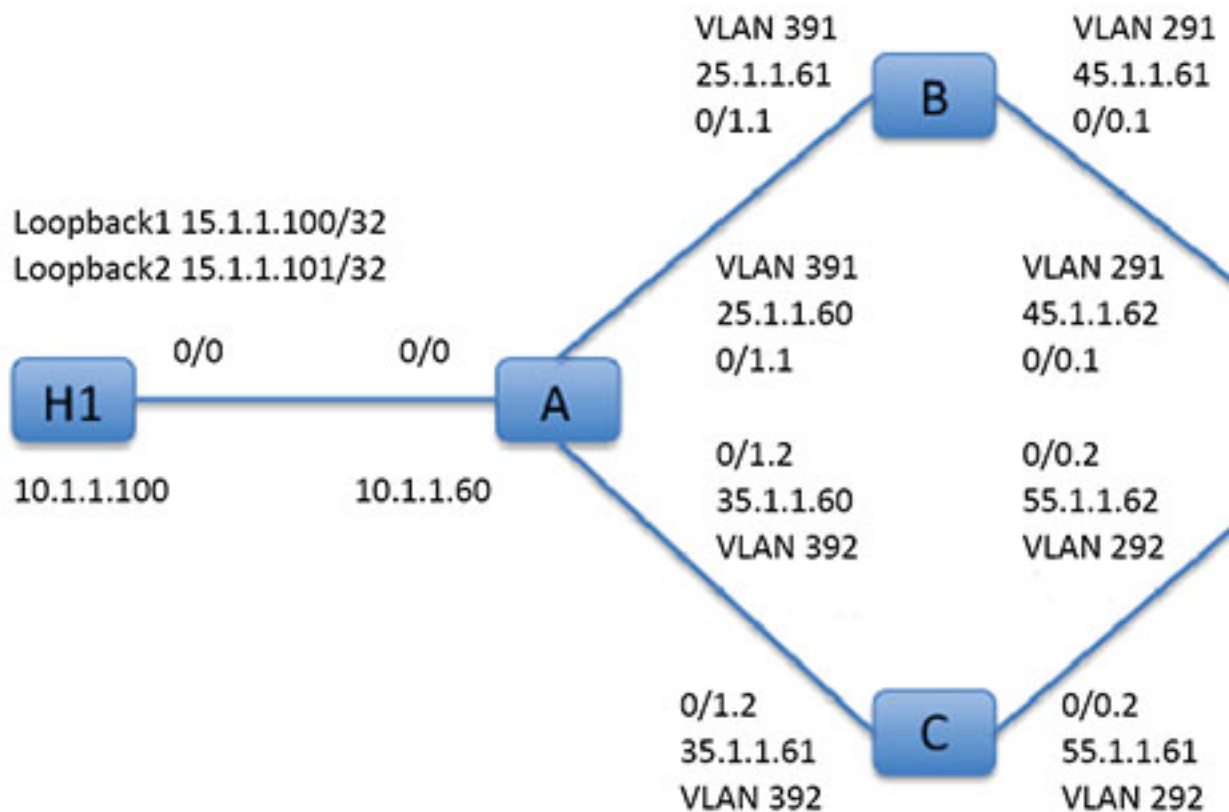 VLAN 391
25.1.1.61
0/1.1
B
VLAN 291
45.1.1.61
0/0.1
Loopback1 15.1.1.100/32
Loopback2 15.1.1.101/32
0/0
0/0
H1
A
10.1.1.100
10.1.1.60
VLAN 391
25.1.1.60
0/1.1
VLAN 291
45.1.1.62
0/0.1
0/1.2
35.1.1.60
VLAN 392
0/0.2
55.1.1.62
VLAN 292
0/1.2
35.1.1.61
VLAN 392
C
0/0.2
55.1.1.61
VLAN 292